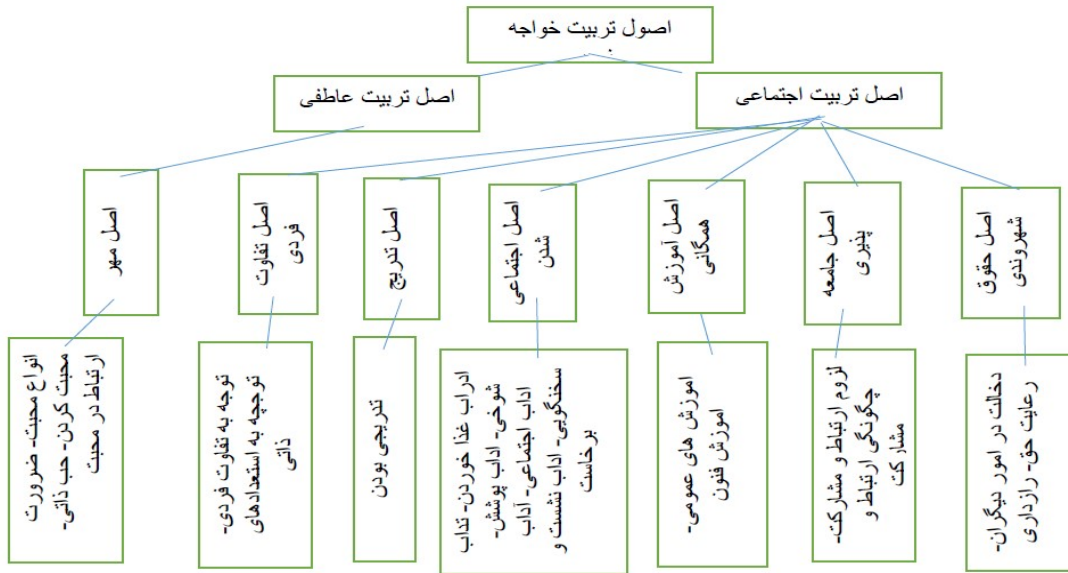 اصول تربیت خواجه
اصل تربیت اجتماعی
اصل تربیت عاطفی
اصل حقوق
شهروندی
اصل جامعه
پذیری
اصل آموزش
همگانی
اصل اجتماعی
شدن
اصل تدریج
اصل تفاوت
فردی
اصل مهر
دخالت در امور دیگران-
رعایت حق- رازداری
لزوم ارتباط و مشارکت-
چگونگی ارتباط و
مشارکت
اموزش های عمومی-
اموزش فنون
ادراب غذا خوردن- تداب
شوخی- اداب پوشش-
اداب اجتماعی- آداب
سخنگویی- اداب نشست و
برخاست
تدریجی بودن
توجه به تفاوت فردی-
توجچه به استعدادهای
ذاتی
انواع محبت- ضرورت
محبت کردن- حب ذاتی-
ارتباط در محبت